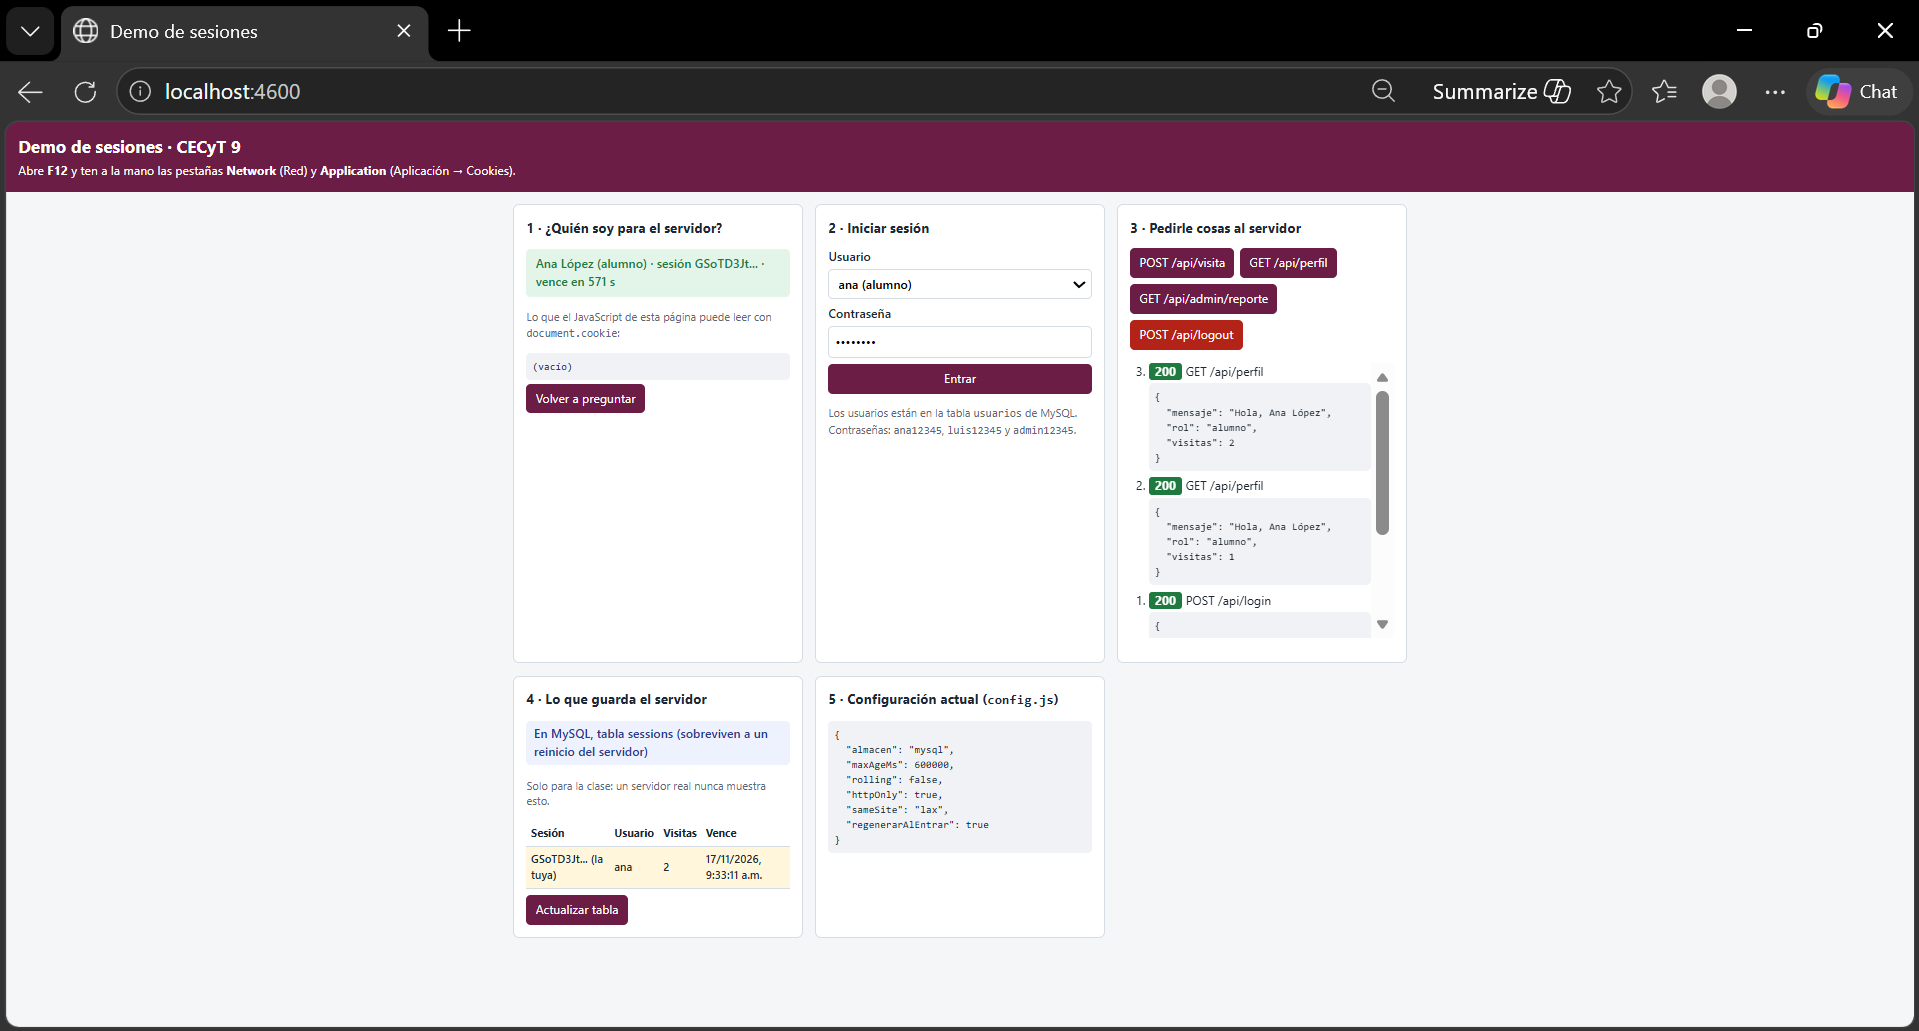 Demo de sesiones
localhost:4600
Summarize
Chat
Demo de sesiones · CECyT 9
Abre F12 y ten a la mano las pestañas Network (Red) y Application (Aplicación → Cookies).
1 · ¿Quién soy para el servidor?
Ana López (alumno) · sesión GSoTD3Jt... ·
vence en 571 s
Lo que el JavaScript de esta página puede leer con
document.cookie:
(vacío)
Volver a preguntar
2 · Iniciar sesión
Usuario
ana (alumno)
Contraseña
••••••••
Entrar
Los usuarios están en la tabla usuarios de MySQL.
Contraseñas: ana12345, luis12345 y admin12345.
3 · Pedirle cosas al servidor
POST /api/visita
GET /api/perfil
GET /api/admin/reporte
POST /api/logout
3. 200 GET /api/perfil
{
"mensaje": "Hola, Ana López",
"rol": "alumno",
"visitas": 2
}
2. 200 GET /api/perfil
{
"mensaje": "Hola, Ana López",
"rol": "alumno",
"visitas": 1
}
1. 200 POST /api/login
{
4 · Lo que guarda el servidor
En MySQL, tabla sessions (sobreviven a un
reinicio del servidor)
Solo para la clase: un servidor real nunca muestra
esto.
Sesión Usuario Visitas Vence
GSoTD3Jt... (la
tuya)
ana
2
17/11/2026,
9:33:11 a.m.
Actualizar tabla
5 · Configuración actual (config.js)
{
"almacen": "mysql",
"maxAgeMs": 600000,
"rolling": false,
"httpOnly": true,
"sameSite": "lax",
"regenerarAlEntrar": true
}